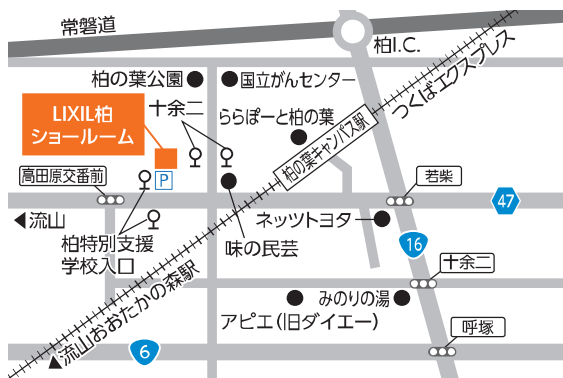 常磐道
柏I.C.
柏の葉公園
国立がんセンター
つくばエクスプレス
LIXIL柏
ショールーム
十余二
ららぽーと柏の葉
柏の葉キャンパス駅
高田原交番前
P
若柴
47
◀流山
柏特別支援
学校入口
味の民芸
ネッツトヨタ
16
十余二
みのりの湯
アピエ(旧ダイエー)
呼塚
▲流山おおたかの森駅
6